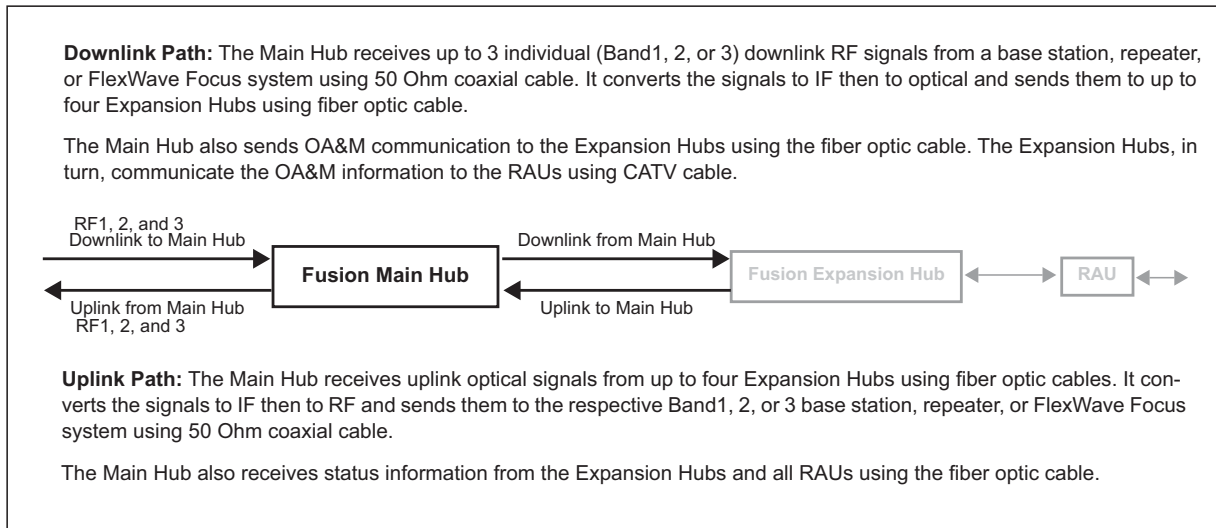 Downlink Path: The Main Hub receives up to 3 individual (Band1, 2, or 3) downlink RF signals from a base station, repeater,
or FlexWave Focus system using 50 Ohm coaxial cable. It converts the signals to IF then to optical and sends them to up to
four Expansion Hubs using fiber optic cable.
The Main Hub also sends OA&M communication to the Expansion Hubs using the fiber optic cable. The Expansion Hubs, in
turn, communicate the OA&M information to the RAUs using CATV cable.
RF1, 2, and 3
Downlink to Main Hub
Downlink from Main Hub
Fusion Main Hub
Fusion Expansion Hub
RAU
Uplink from Main Hub
RF1, 2, and 3
Uplink to Main Hub
Uplink Path: The Main Hub receives uplink optical signals from up to four Expansion Hubs using fiber optic cables. It con-
verts the signals to IF then to RF and sends them to the respective Band1, 2, or 3 base station, repeater, or FlexWave Focus
system using 50 Ohm coaxial cable.
The Main Hub also receives status information from the Expansion Hubs and all RAUs using the fiber optic cable.